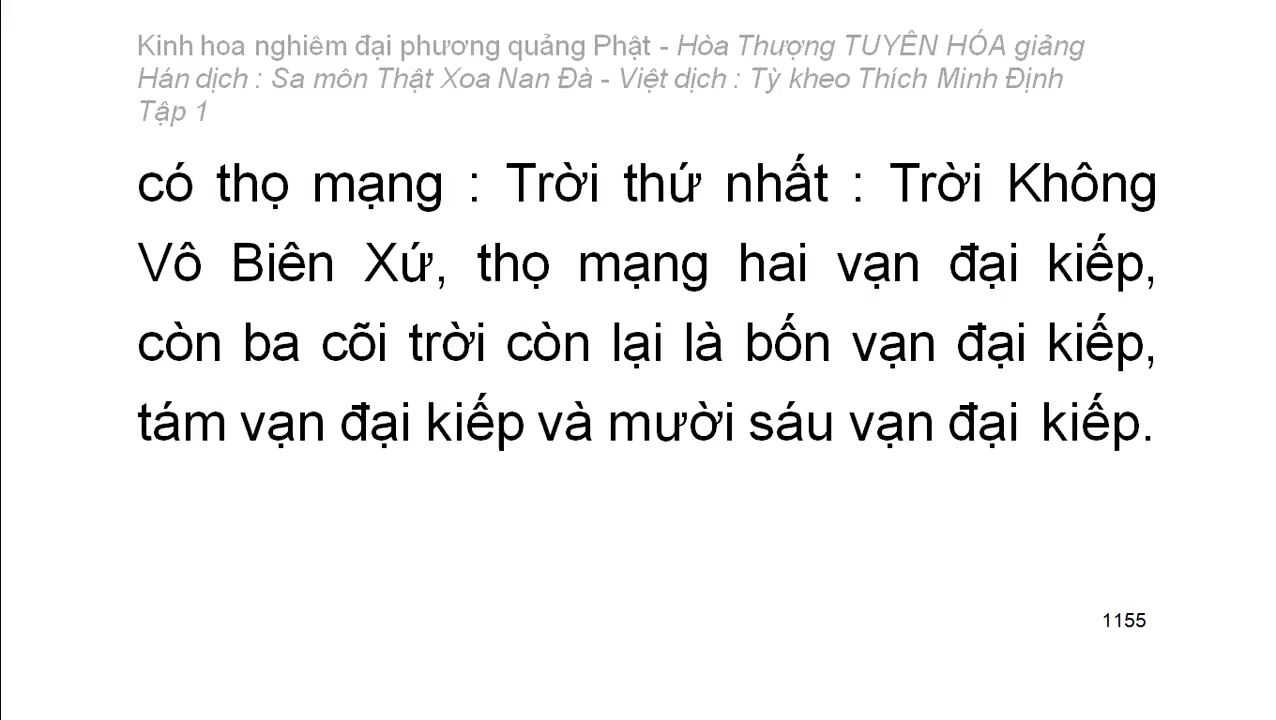 Kinh hoa nghiêm đại phương quảng Phật - Hòa Thượng TUYÊN HÓA giảng
Hán dịch : Sa môn Thật Xoa Nan Đà - Việt dịch : Tỳ kheo Thích Minh Định
Tập 1
có thọ mạng : Trời thứ nhất : Trời Không
Vô Biên Xứ, thọ mạng hai vạn đại kiếp,
còn ba cõi trời còn lại là bốn vạn đại kiếp,
tám vạn đại kiếp và mười sáu vạn đại kiếp.
1155